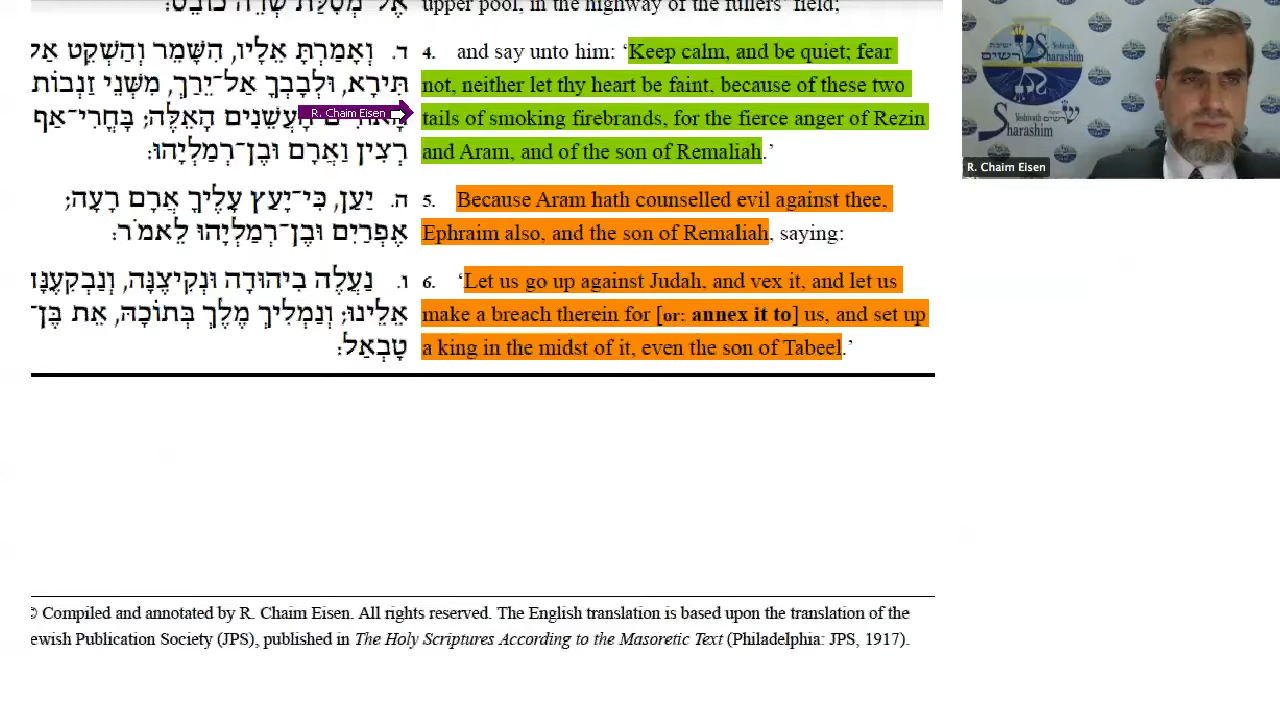 אֶל־מְסִלַּת שְׂדֵה כוֹבֵס:
upper pool, in the highway of the fullers' field;
ד. וְאָמַרְתָּ אֵלָיו, הִשָּׁמֵר וְהַשְׁקֵט אַל
תִּירָא, וּלְבָבְךָ אַל־יֵרַךְ, מִשְּׁנֵי זַנְבוֹת
הָעֲשֵׁנִים הָאֵלֶּה; בָּחֳרִי־אַף
רְצִין וַאֲרָם וּבֶן־רְמַלְיָהוּ:
4. and say unto him: ‘Keep calm, and be quiet; fear
not, neither let thy heart be faint, because of these two
R. Chaim Eisen
tails of smoking firebrands, for the fierce anger of Rezin
and Aram, and of the son of Remaliah.’
ה. יַעַן, כִּי־יָעַץ עָלֶיךָ אֲרָם רָעָה;
אֶפְרַיִם וּבֶן־רְמַלְיָהוּ לֵאמֹר:
5. Because Aram hath counselled evil against thee,
Ephraim also, and the son of Remaliah, saying:
ו. נַעֲלֶה בִיהוּדָה וּנְקִיצֶנָּה, וְנַבְקִעֶנָּה
אֵלֵינוּ; וְנַמְלִיךְ מֶלֶךְ בְּתוֹכָהּ, אֵת בֶּן־
טָבְאַל:
6. ‘Let us go up against Judah, and vex it, and let us
make a breach therein for [or: annex it to] us, and set up
a king in the midst of it, even the son of Tabeel.’
© Compiled and annotated by R. Chaim Eisen. All rights reserved. The English translation is based upon the translation of the
ewish Publication Society (JPS), published in The Holy Scriptures According to the Masoretic Text (Philadelphia: JPS, 1917).
ישיבת
שרשים
Yeshivath
Sharashim
Yeshivath
שרשים
Sharashim
R. Chaim Eisen